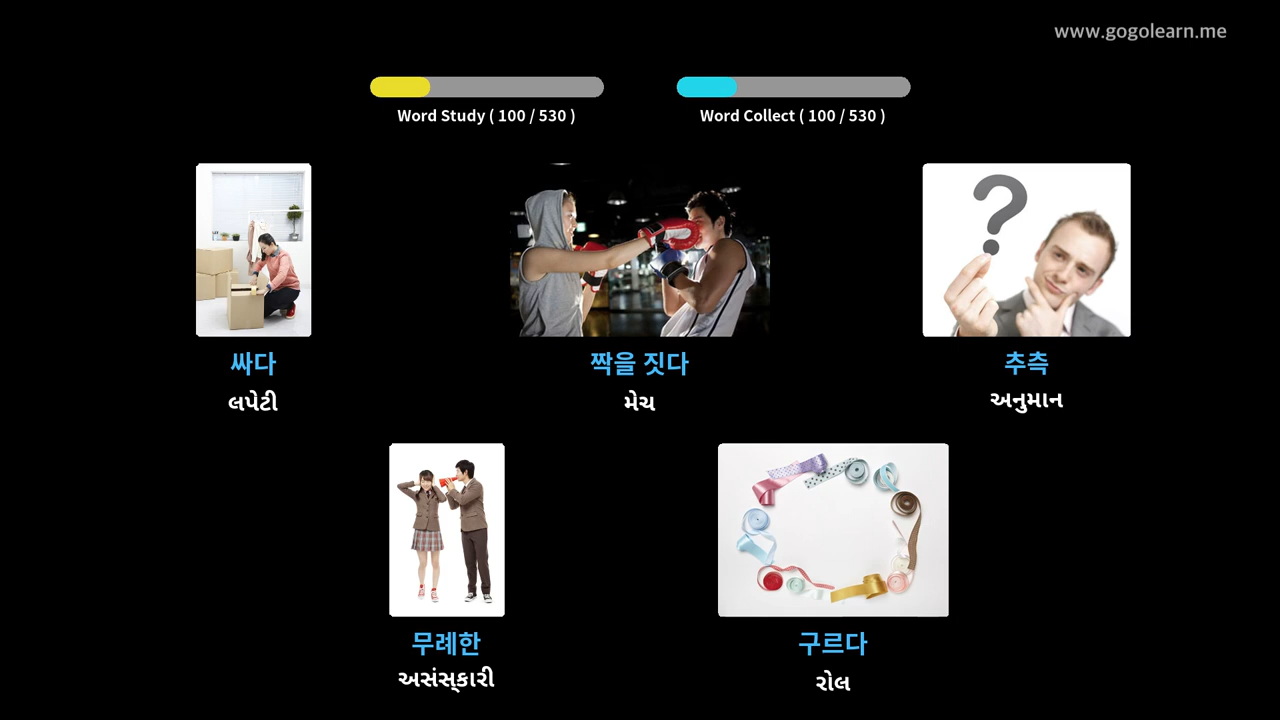 www.gogolearn.me
Word Study ( 100 / 530 )
Word Collect ( 100 / 530 )
싸다
લપેટી
짝을 짓다
મેચ
추측
અનુમાન
무례한
અસંસ્કારી
구르다
રોલ